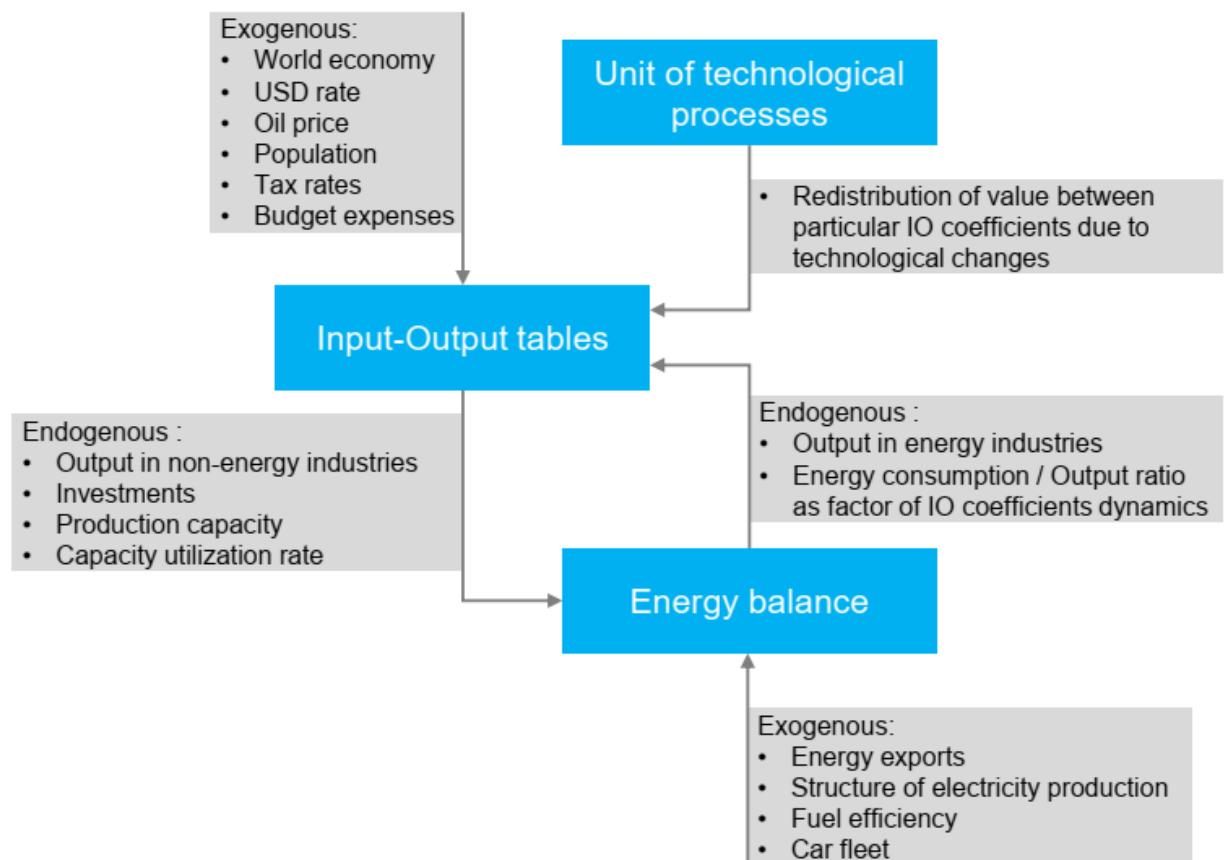 Exogenous:
• World economy
• USD rate
• Oil price
• Population
• Tax rates
• Budget expenses
Unit of technological
processes
• Redistribution of value between
particular IO coefficients due to
technological changes
Input-Output tables
Endogenous :
• Output in non-energy industries
• Investments
• Production capacity
• Capacity utilization rate
Endogenous :
• Output in energy industries
• Energy consumption / Output ratio
as factor of IO coefficients dynamics
Energy balance
Exogenous:
• Energy exports
• Structure of electricity production
• Fuel efficiency
• Car fleet